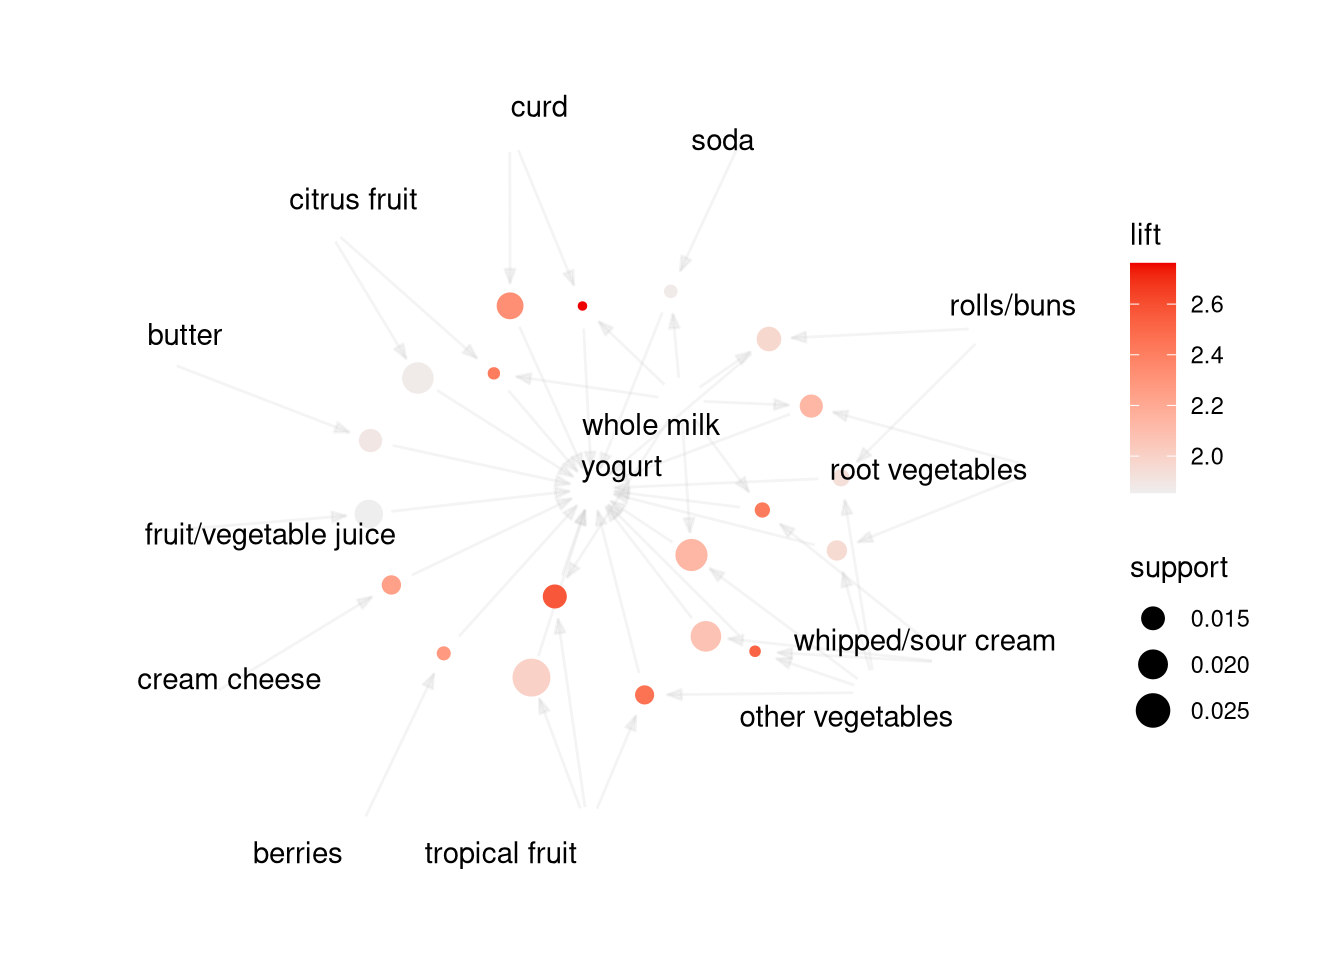 curd
soda
citrus fruit
butter
rolls/buns
whole milk
yogurt
root vegetables
fruit/vegetable juice
whipped/sour cream
cream cheese
other vegetables
berries
tropical fruit
lift
2.6
2.4
2.2
2.0
support
0.015
0.020
0.025